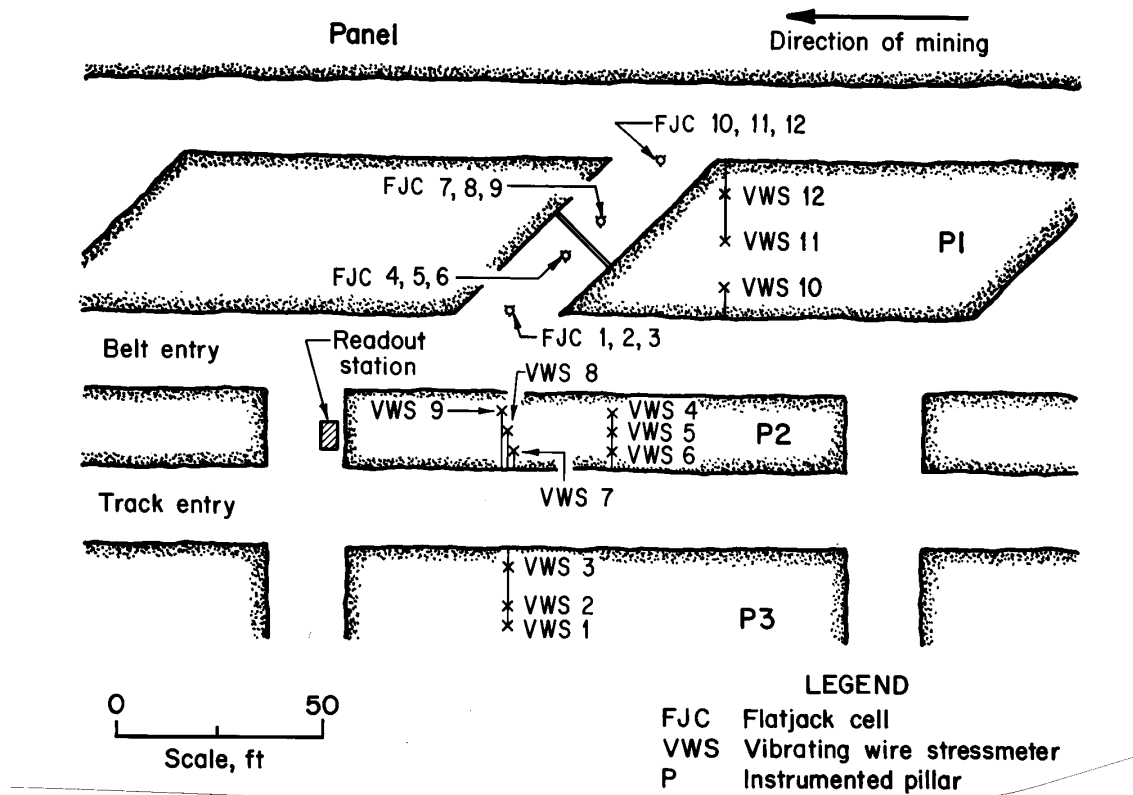 Panel
Direction of mining
FJC 10, 11, 12
FJC 7, 8, 9
VWS 12
VWS 11
P1
FJC 4, 5, 6
VWS 10
FJC 1, 2, 3
Belt entry
Readout
station
VWS 8
VWS 9
VWS 4
VWS 5
P2
VWS 6
VWS 7
Track entry
VWS 3
VWS 2
VWS 1
P3
0 50
Scale, ft
LEGEND
FJC Flatjack cell
VWS Vibrating wire stressmeter
P Instrumented pillar